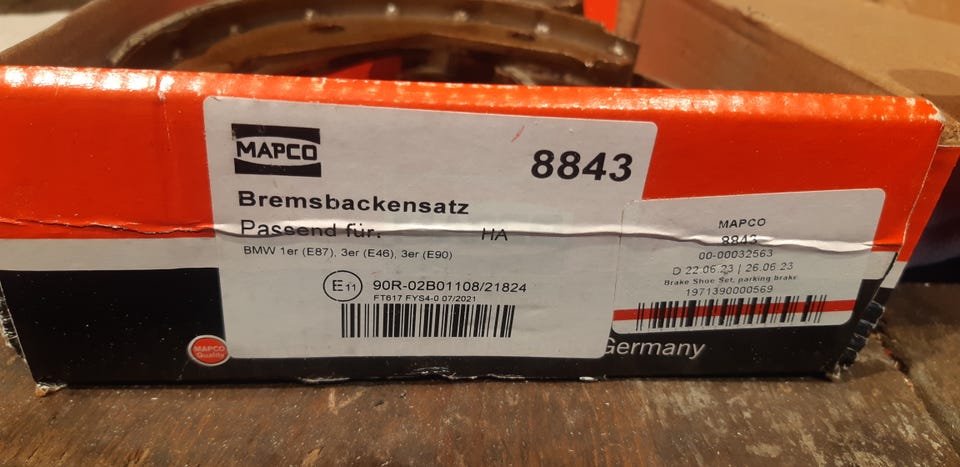 MAPCO
8843
Bremsbackensatz
Passend für: HA
BMW 1er (E87), 3er (E46), 3er (E90)
E11 90R-02B01108/21824
FT617 FYS4-0 07/2021
MAPCO
8843
00-00032563
D 22.06.23 | 26.06.23
Brake Shoe Set, parking brake
1971390000569
MAPCO
Quality
Germany